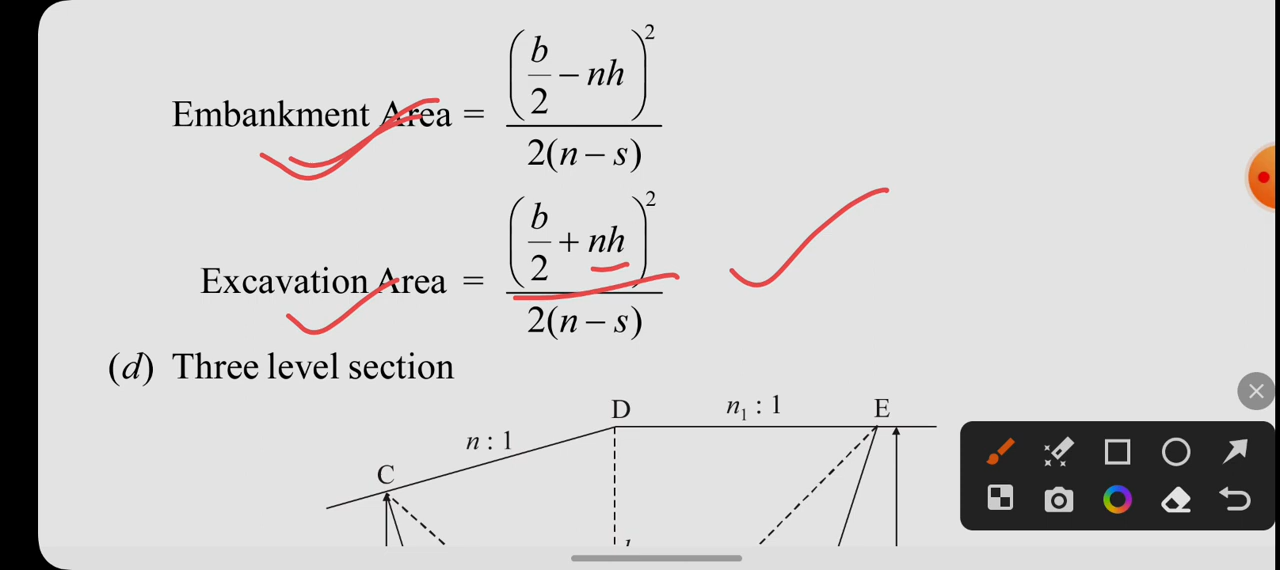 Embankment Area = (b/2 − nh)² / 2(n − s)
Excavation Area = (b/2 + nh)² / 2(n − s)
(d) Three level section
D
n₁ : 1
E
n : 1
C